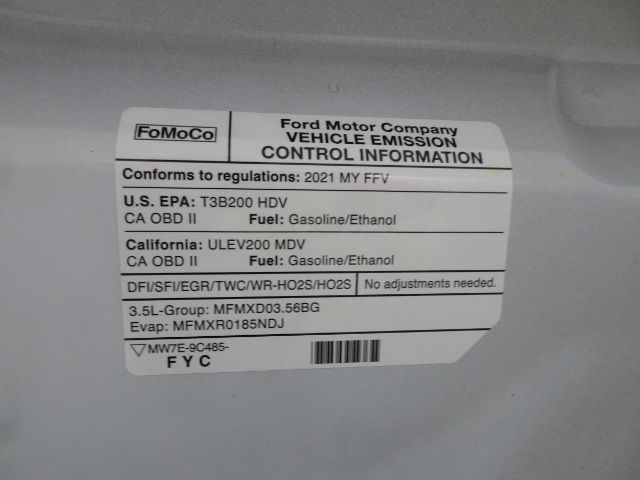 FoMoCo
Ford Motor Company
VEHICLE EMISSION
CONTROL INFORMATION
Conforms to regulations: 2021 MY FFV
U.S. EPA: T3B200 HDV
CA OBD II Fuel: Gasoline/Ethanol
California: ULEV200 MDV
CA OBD II Fuel: Gasoline/Ethanol
DFI/SFI/EGR/TWC/WR-HO2S/HO2S No adjustments needed.
3.5L-Group: MFMXD03.56BG
Evap: MFMXR0185NDJ
MW7E-9C485-
FYC